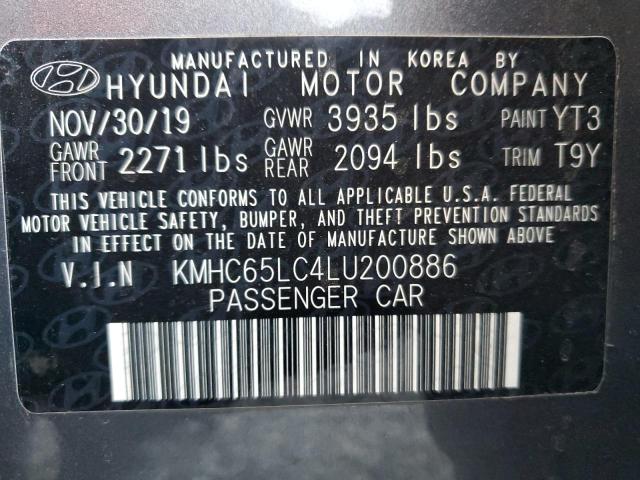 MANUFACTURED IN KOREA BY
HYUNDAI MOTOR COMPANY
NOV/30/19 GVWR 3935 lbs PAINT YT3
GAWR FRONT 2271 lbs GAWR REAR 2094 lbs TRIM T9Y
THIS VEHICLE CONFORMS TO ALL APPLICABLE U.S.A. FEDERAL
MOTOR VEHICLE SAFETY, BUMPER, AND THEFT PREVENTION STANDARDS
IN EFFECT ON THE DATE OF MANUFACTURE SHOWN ABOVE.
V.I.N KMHC65LC4LU200886
PASSENGER CAR